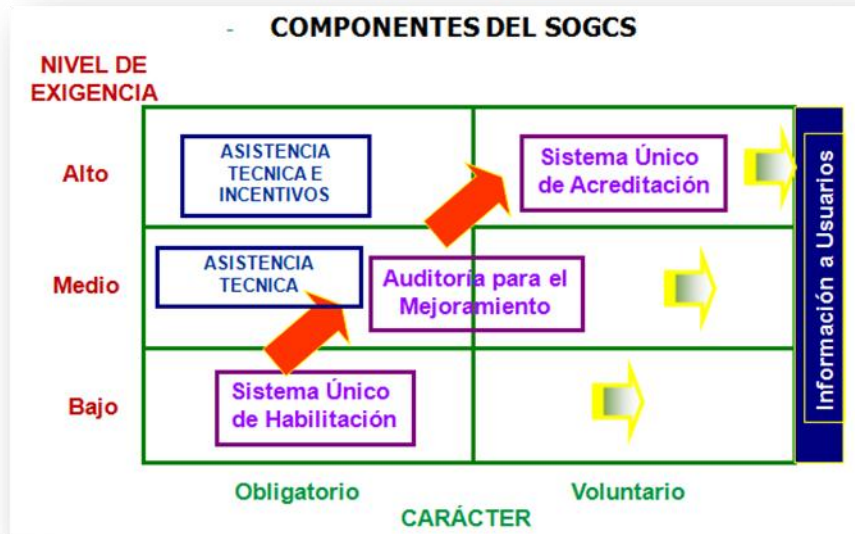 - COMPONENTES DEL SOGCS
NIVEL DE
EXIGENCIA
Alto
ASISTENCIA
TECNICA E
INCENTIVOS
Sistema Único
de Acreditación
Medio
ASISTENCIA
TECNICA
Auditoría para el
Mejoramiento
Bajo
Sistema Único
de Habilitación
Información a Usuarios
Obligatorio
Voluntario
CARÁCTER